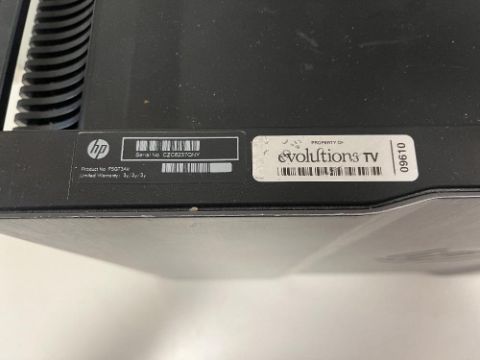 hp
Serial No. CZC6237QNY
Product No. F5G73AV
Limited Warranty: 3y/3y/3y
PROPERTY OF
evolutions TV
09610